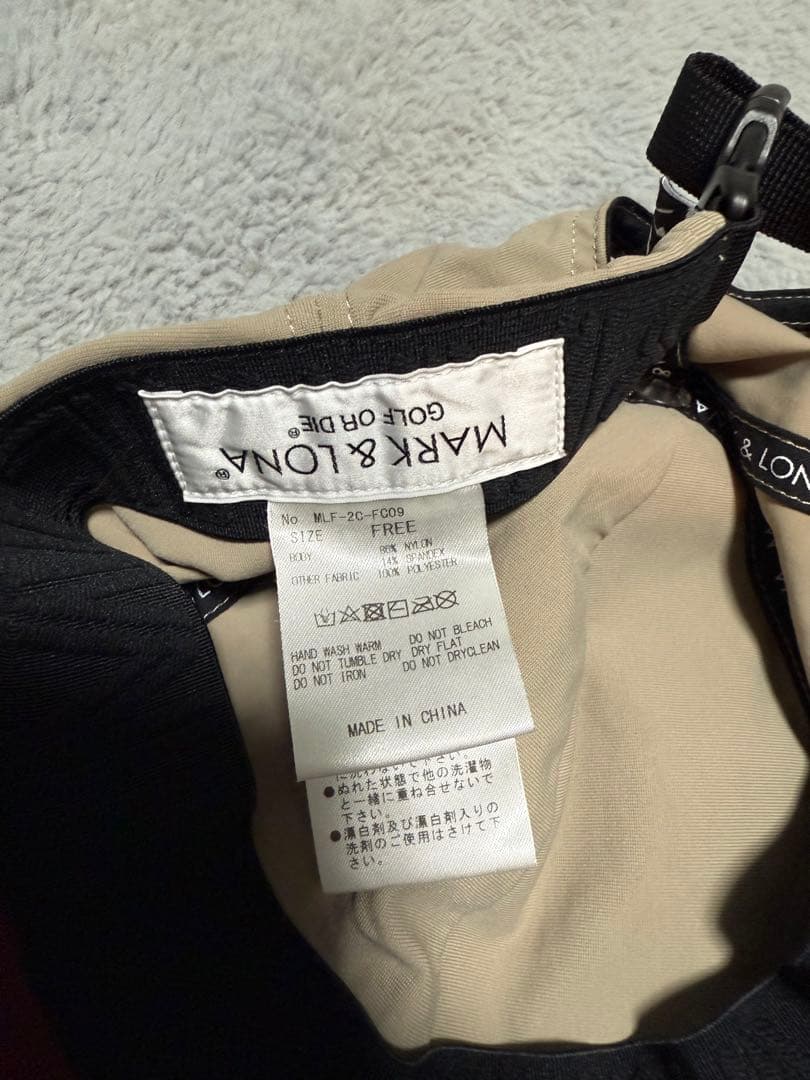 MARK & LONA®
GOLF OR DIE®
No MLF-2C-FC09
SIZE FREE
BODY 86% NYLON
14% SPANDEX
OTHER FABRIC 100% POLYESTER
HAND WASH WARM DO NOT BLEACH
DO NOT TUMBLE DRY DRY FLAT
DO NOT IRON DO NOT DRYCLEAN
MADE IN CHINA
●ぬれた状態で他の洗濯物
と一緒に重ね合せないで
下さい。
●漂白剤及び漂白剤入りの
洗剤のご使用はさけて下
さい。
& LON